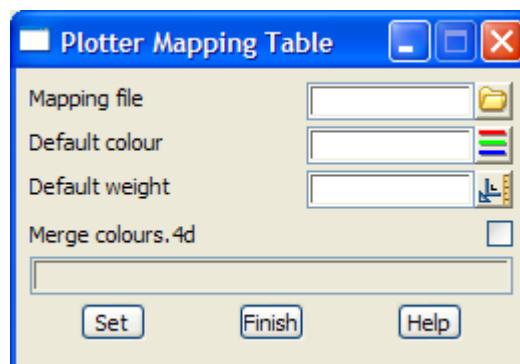 Plotter Mapping Table
Mapping file
Default colour
Default weight
Merge colours.4d
Set Finish Help